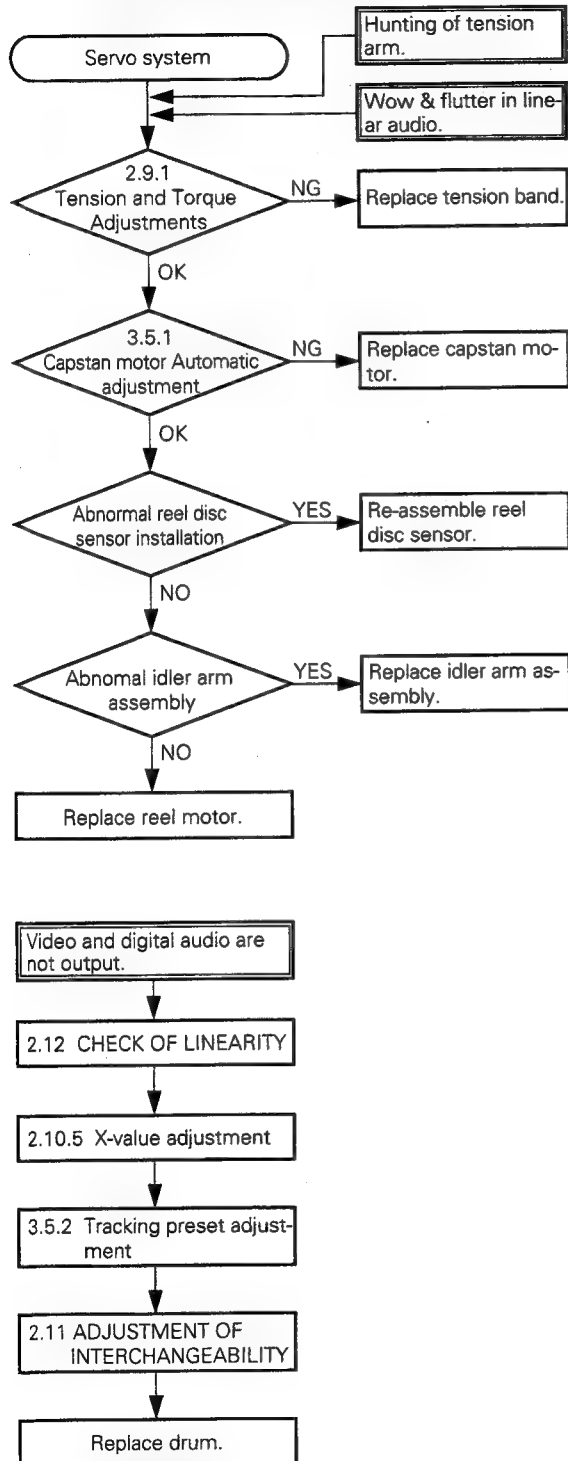 Servo system
Hunting of tension
arm.
Wow & flutter in line-
ar audio.
2.9.1
Tension and Torque
Adjustments
NG
Replace tension band.
OK
3.5.1
Capstan motor Automatic
adjustment
NG
Replace capstan mo-
tor.
OK
Abnormal reel disc
sensor installation
YES
Re-assemble reel
disc sensor.
NO
Abnomal idler arm
assembly
YES
Replace idler arm as-
sembly.
NO
Replace reel motor.
Video and digital audio are
not output.
2.12 CHECK OF LINEARITY
2.10.5 X-value adjustment
3.5.2 Tracking preset adjust-
ment
2.11 ADJUSTMENT OF
INTERCHANGEABILITY
Replace drum.